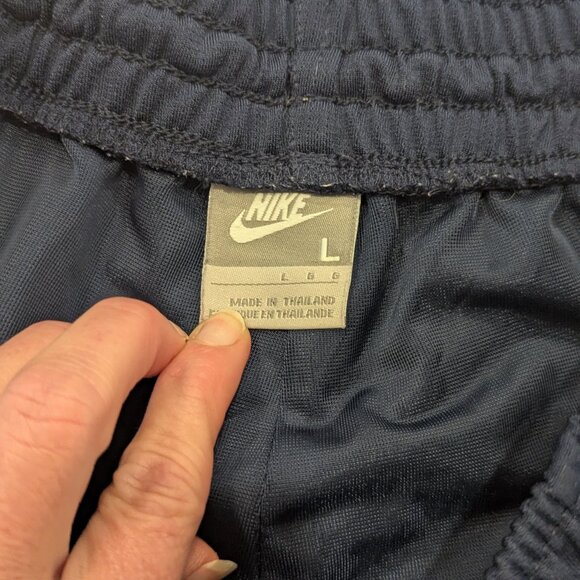 NIKE
L
L G G
MADE IN THAILAND
EN THAILANDE